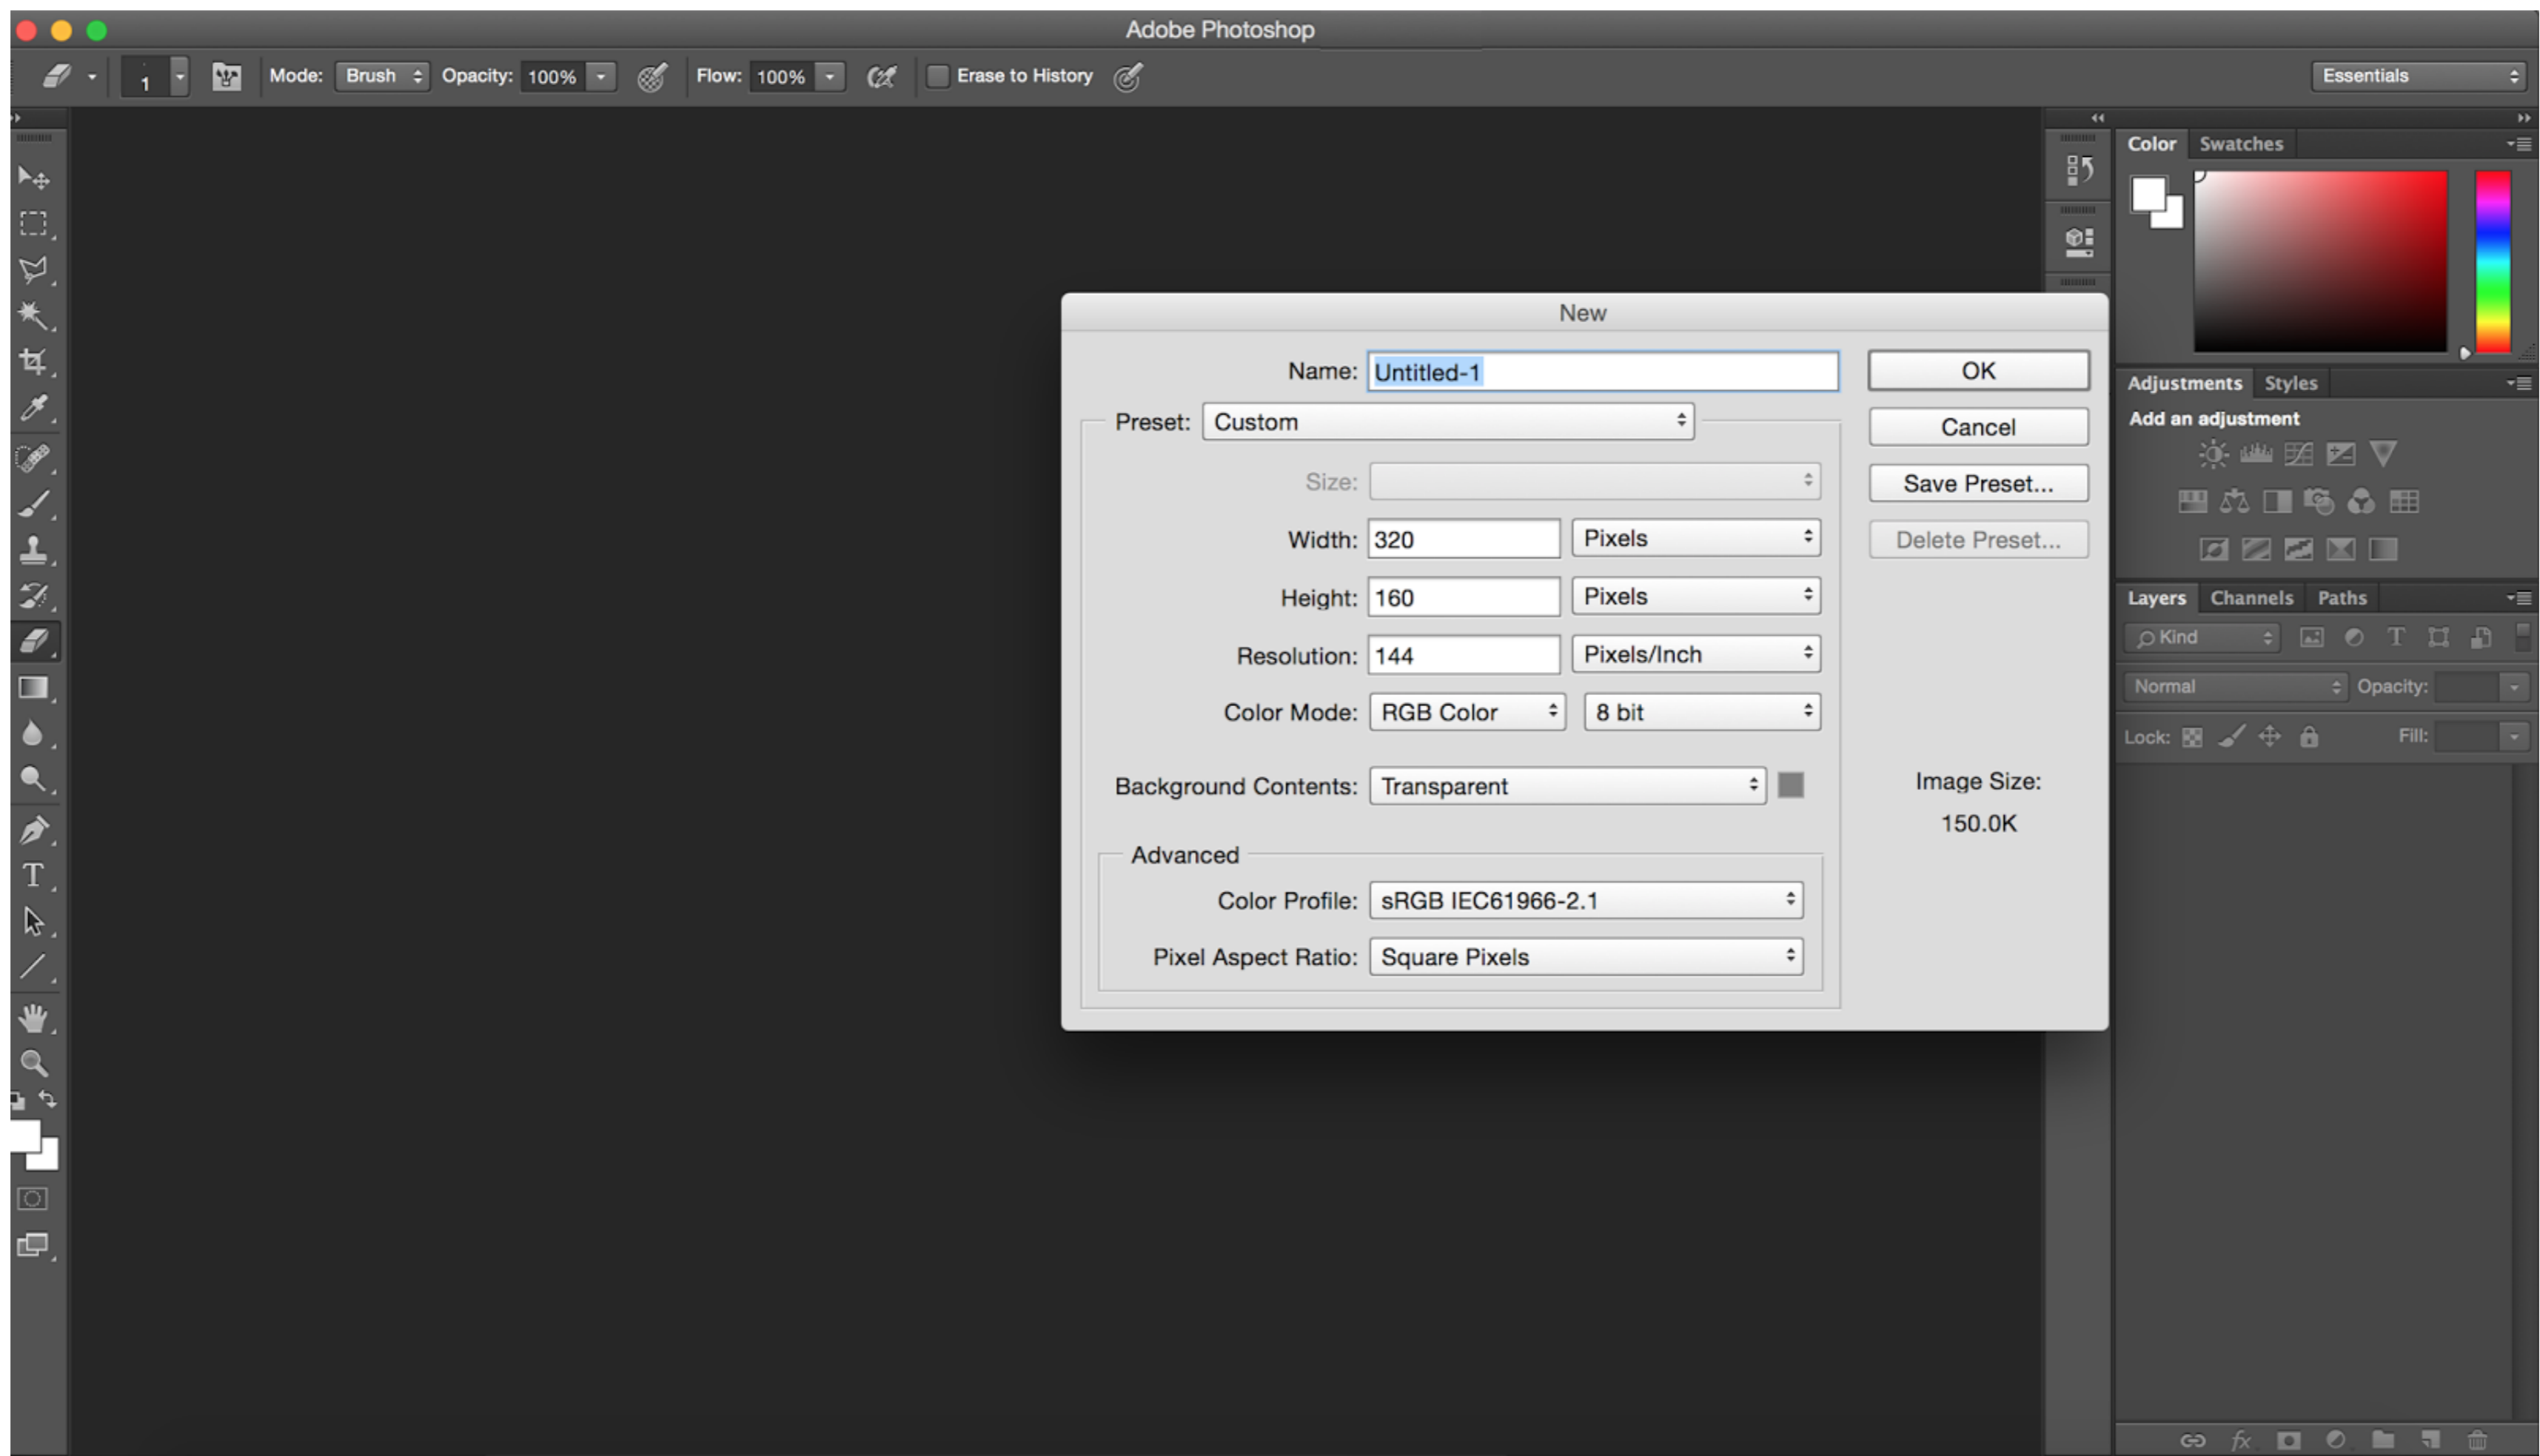 Adobe Photoshop
1 Mode: Brush Opacity: 100% Flow: 100% Erase to History Essentials
Color Swatches
New
Name: Untitled-1 OK
Preset: Custom Cancel
Size: Save Preset...
Width: 320 Pixels Delete Preset...
Height: 160 Pixels
Resolution: 144 Pixels/Inch
Color Mode: RGB Color 8 bit
Background Contents: Transparent
Image Size:
150.0K
Advanced
Color Profile: sRGB IEC61966-2.1
Pixel Aspect Ratio: Square Pixels
Adjustments Styles
Add an adjustment
Layers Channels Paths
Kind T
Normal Opacity:
Lock: Fill:
T
fx